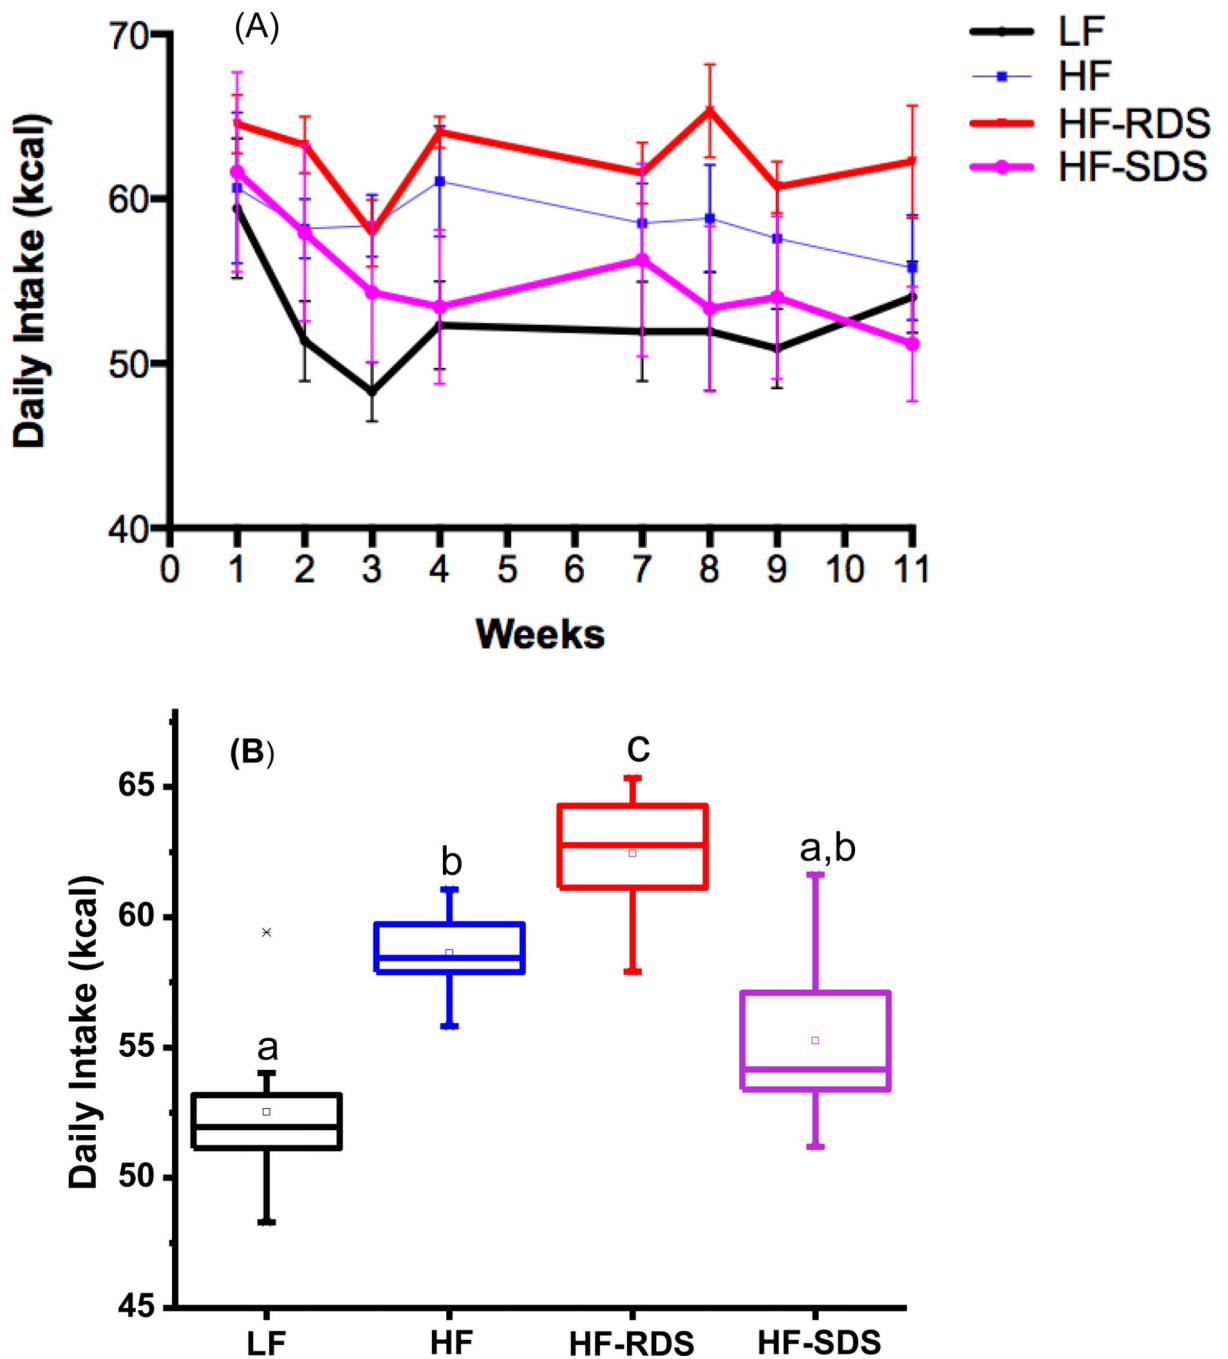 (A)
LF
HF
HF-RDS
HF-SDS
Daily Intake (kcal)
70
60
50
40
0 1 2 3 4 5 6 7 8 9 10 11
Weeks
(B)
Daily Intake (kcal)
65
60
55
50
45
a
b
c
a,b
LF HF HF-RDS HF-SDS